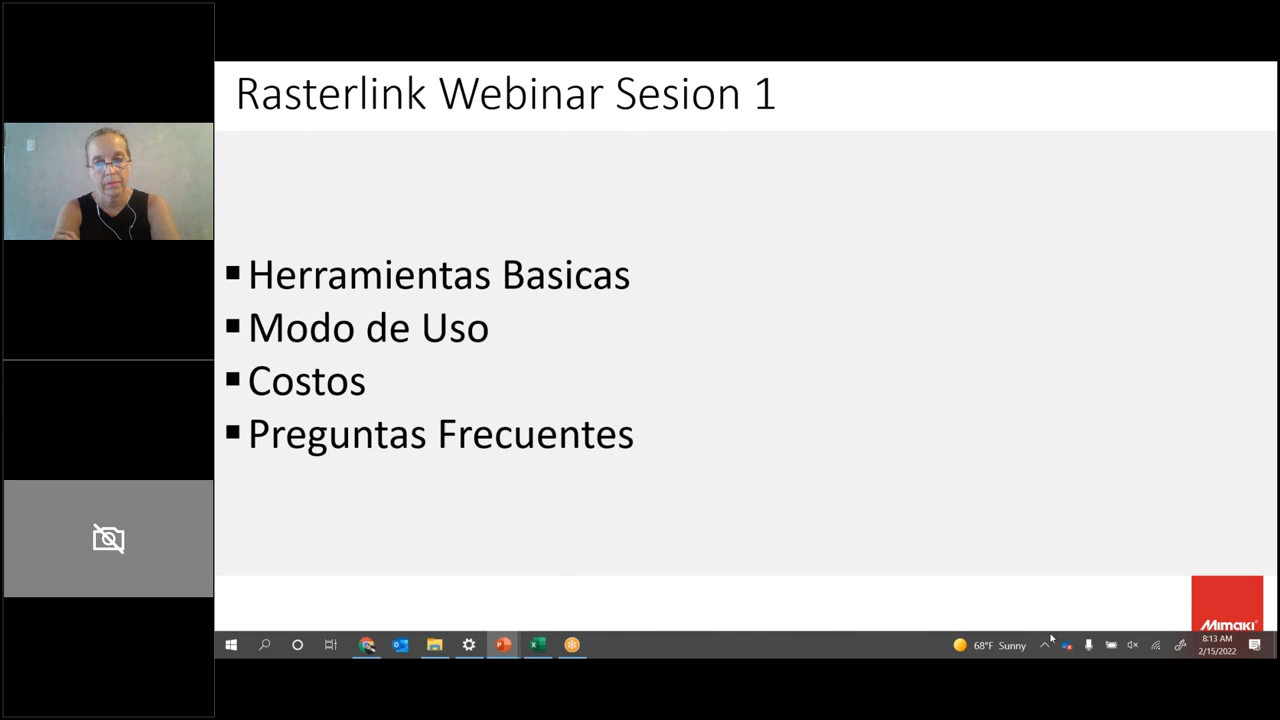 Rasterlink Webinar Sesion 1
▪ Herramientas Basicas
▪ Modo de Uso
▪ Costos
▪ Preguntas Frecuentes
Mimaki
68°F Sunny
8:13 AM
2/15/2022